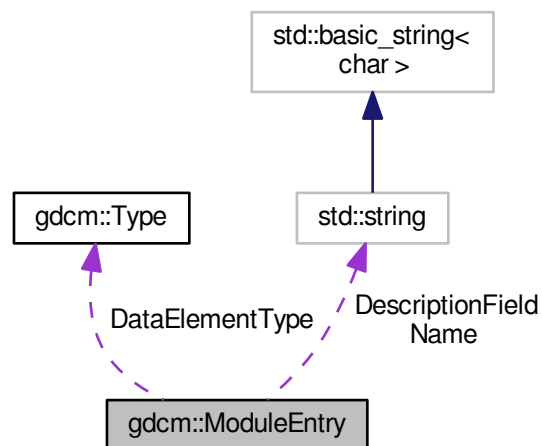 std::basic_string<
char >
gdcm::Type
std::string
DataElementType
DescriptionField
Name
gdcm::ModuleEntry